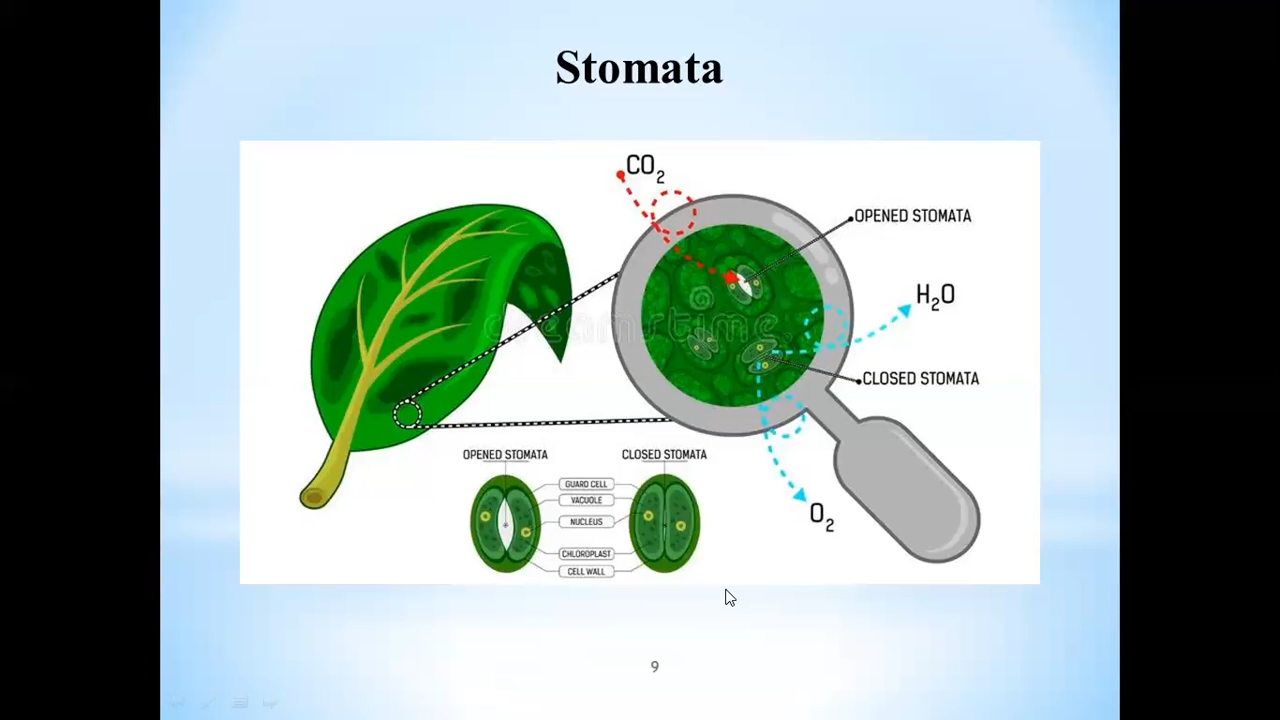 Stomata
CO2
OPENED STOMATA
H2O
dreamstime
CLOSED STOMATA
OPENED STOMATA
CLOSED STOMATA
GUARD CELL
VACUOLE
NUCLEUS
O2
CHLOROPLAST
CELL WALL
9